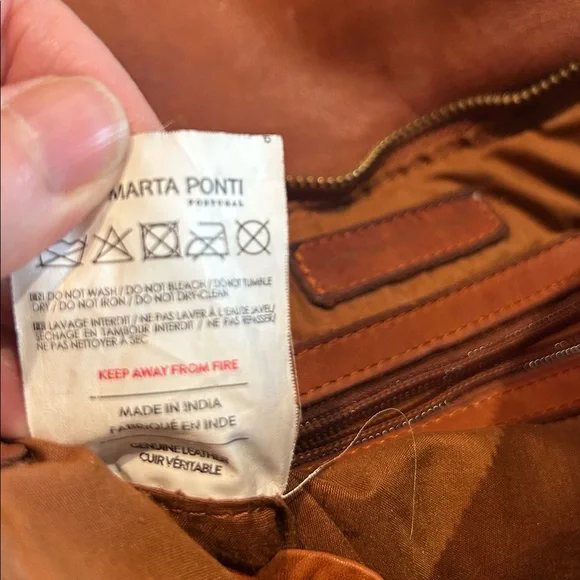 MARTA PONTI
PORTUGAL
DO NOT WASH / DO NOT BLEACH / DO NOT TUMBLE
DRY / DO NOT IRON / DO NOT DRY-CLEAN
LAVAGE INTERDIT / NE PAS LAVER À L'EAU DE JAVEL /
SÉCHAGE EN TAMBOUR INTERDIT / NE PAS REPASSER /
NE PAS NETTOYER À SEC
KEEP AWAY FROM FIRE
MADE IN INDIA
FABRIQUÉ EN INDE
GENUINE LEATHER
CUIR VÉRITABLE